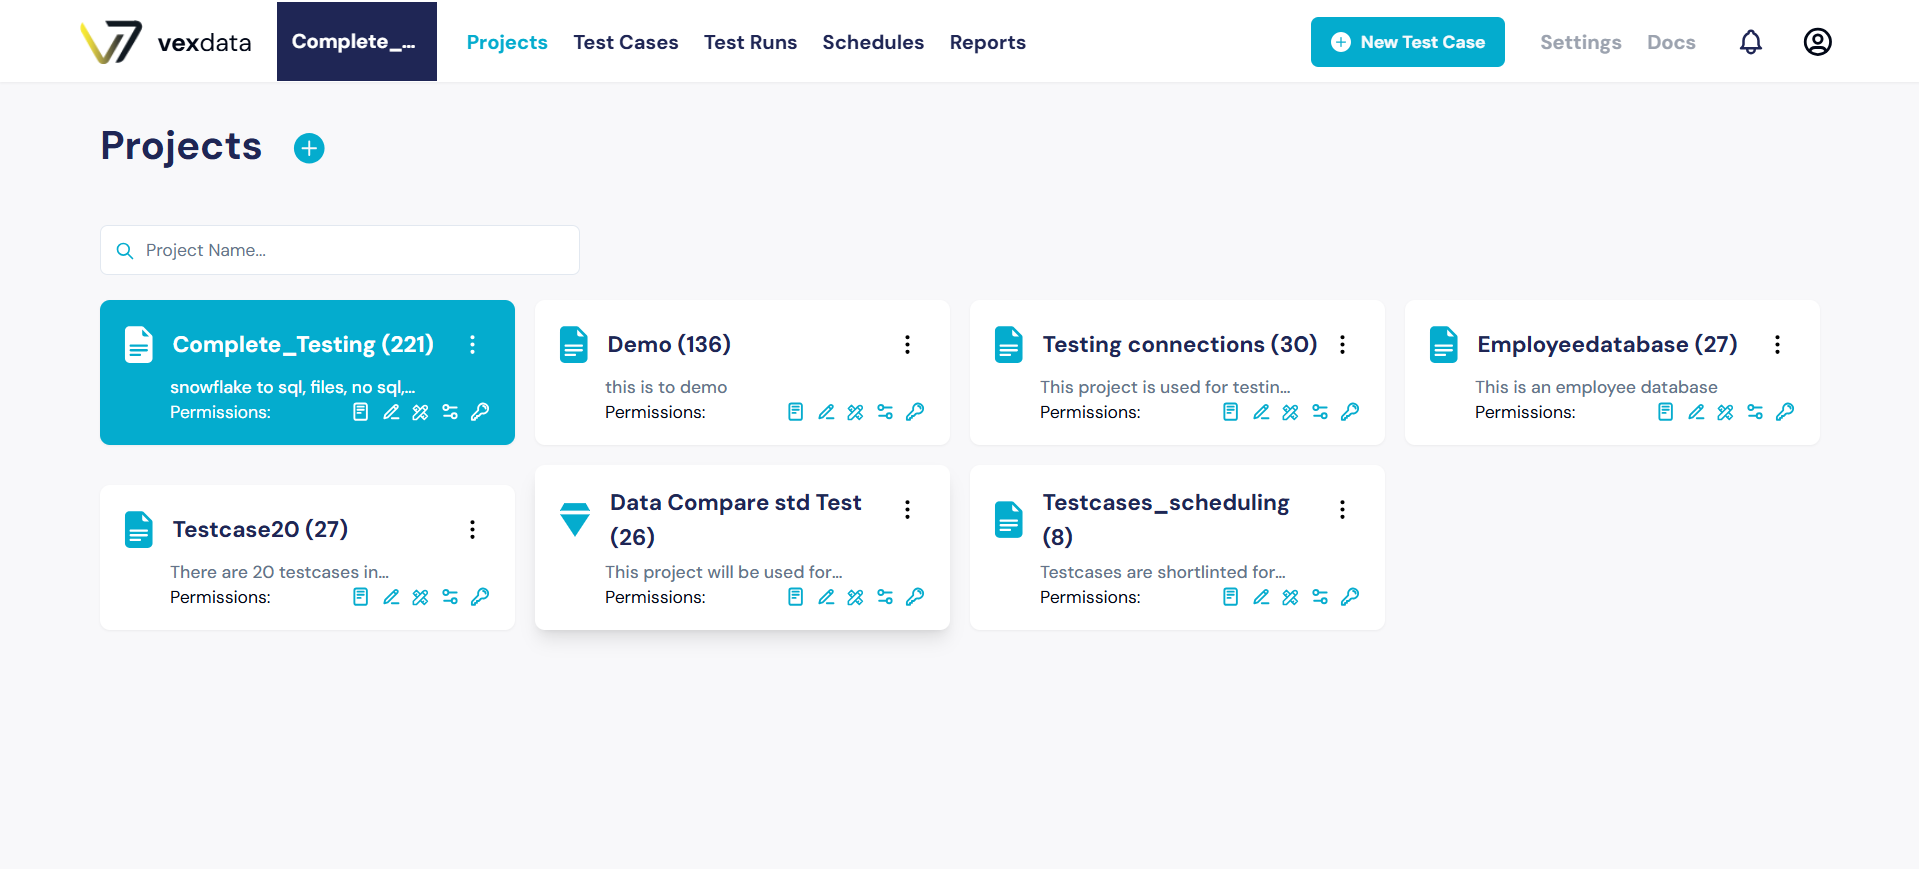 vexdata
Complete_...
Projects
Test Cases
Test Runs
Schedules
Reports
New Test Case
Settings
Docs
Projects
Project Name...
Complete_Testing (221)
snowflake to sql, files, no sql,...
Permissions:
Demo (136)
this is to demo
Permissions:
Testing connections (30)
This project is used for testin...
Permissions:
Employeedatabase (27)
This is an employee database
Permissions:
Testcase20 (27)
There are 20 testcases in...
Permissions:
Data Compare std Test
(26)
This project will be used for...
Permissions:
Testcases_scheduling
(8)
Testcases are shortlinted for...
Permissions: